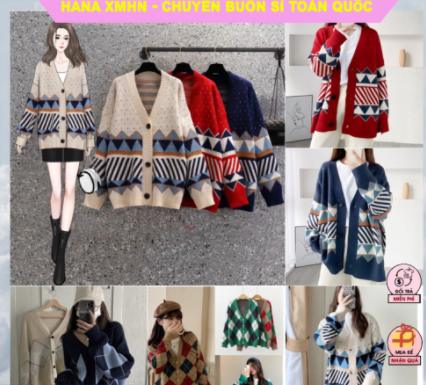 HANA XMHN - CHUYÊN BUÔN SỈ TOÀN QUỐC
ĐỔI TRẢ
MIỄN PHÍ
MUA ĐỂ
NHẬN QUÀ